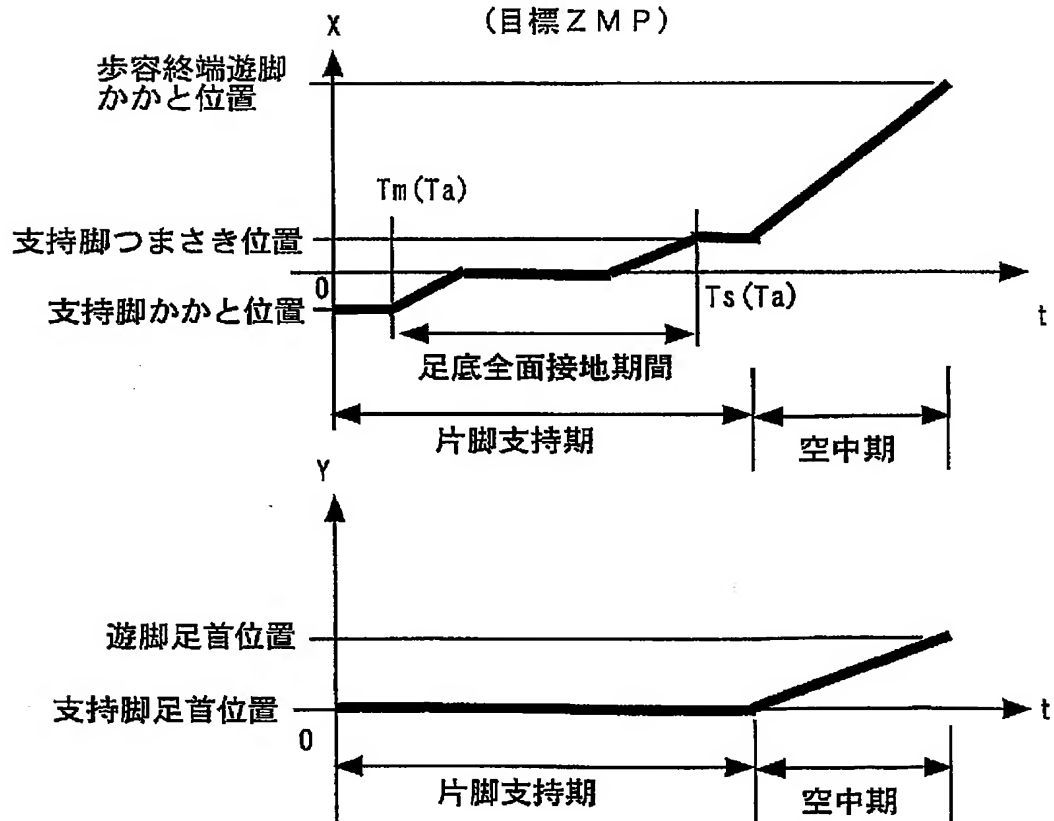 (目標ZMP)
X
歩容終端遊脚
かかと位置
Tm(Ta)
支持脚つまさき位置
0
Ts(Ta)
支持脚かかと位置
t
足底全面接地期間
片脚支持期
空中期
Y
遊脚足首位置
支持脚足首位置
t
0
片脚支持期
空中期